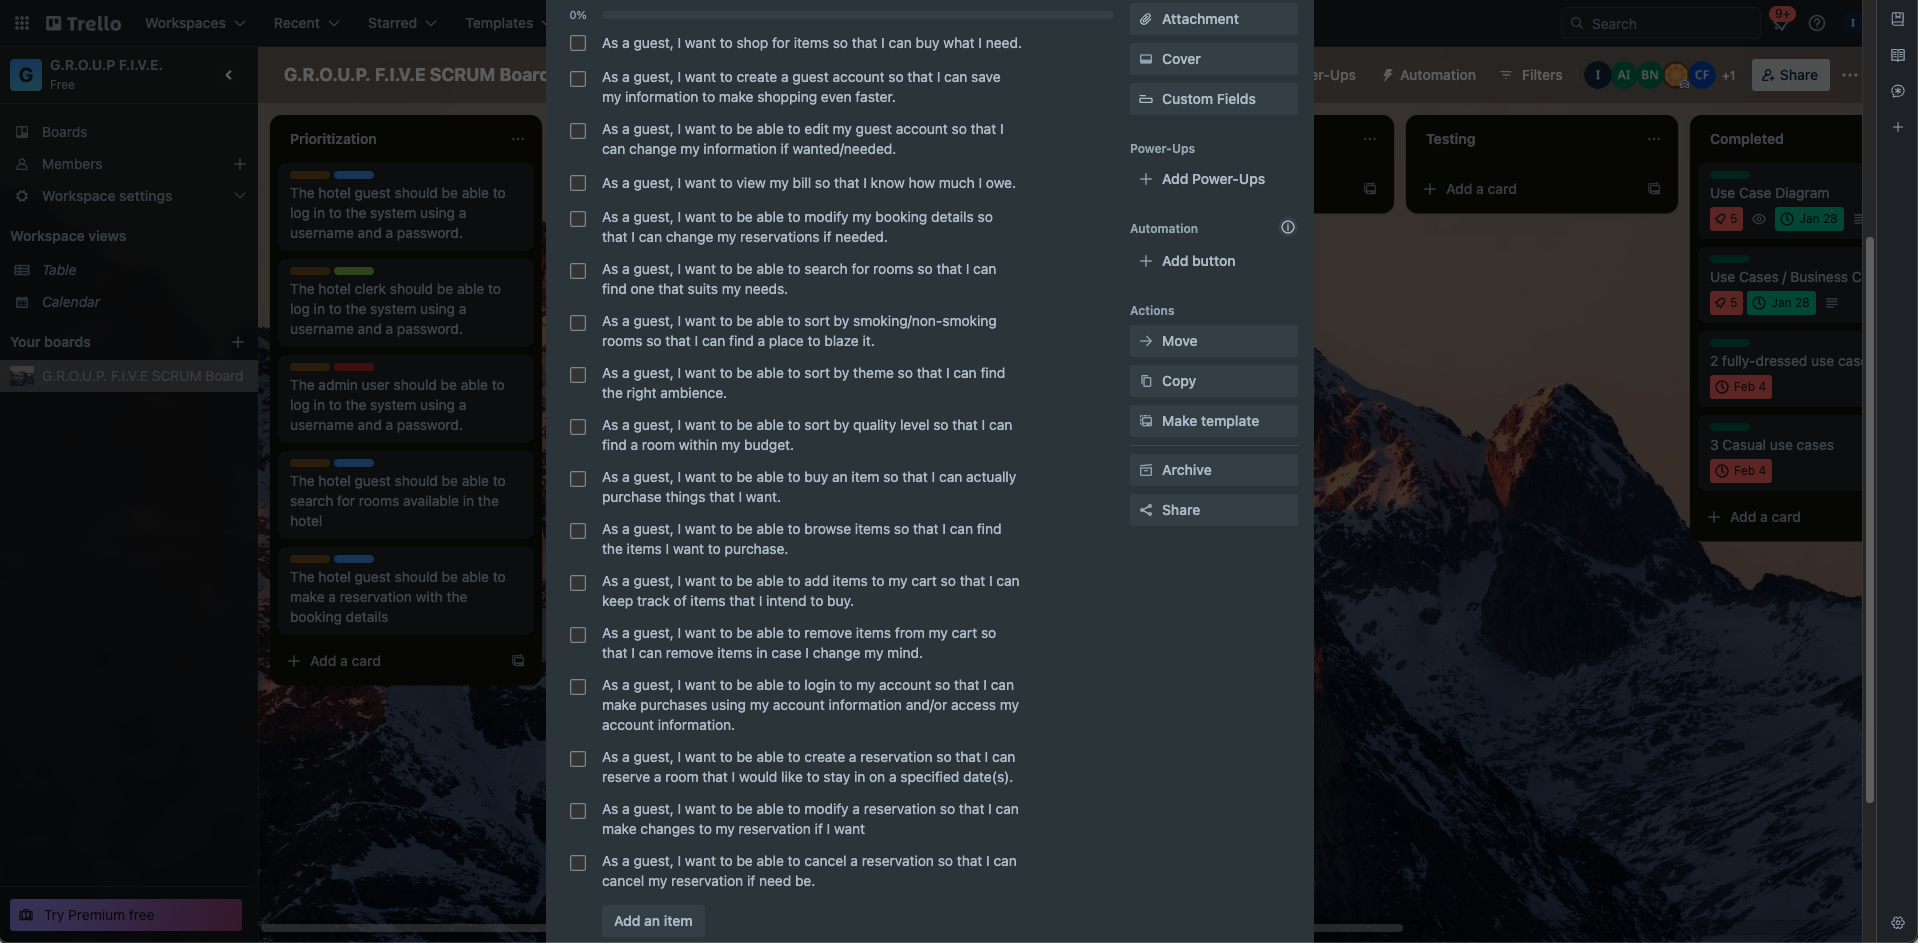 Trello
Workspaces
Recent
Starred
Templates
Search
9+
I
G
G.R.O.U.P F.I.V.E.
Free
Boards
Members
Workspace settings
Workspace views
Table
Calendar
Your boards
G.R.O.U.P. F.I.V.E SCRUM Board
Try Premium free
G.R.O.U.P. F.I.V.E SCRUM Board
er-Ups
Automation
Filters
I
AI
BN
CF
+1
Share
Prioritization
The hotel guest should be able to
log in to the system using a
username and a password.
The hotel clerk should be able to
log in to the system using a
username and a password.
The admin user should be able to
log in to the system using a
username and a password.
The hotel guest should be able to
search for rooms available in the
hotel
The hotel guest should be able to
make a reservation with the
booking details
Add a card
0%
As a guest, I want to shop for items so that I can buy what I need.
As a guest, I want to create a guest account so that I can save
my information to make shopping even faster.
As a guest, I want to be able to edit my guest account so that I
can change my information if wanted/needed.
As a guest, I want to view my bill so that I know how much I owe.
As a guest, I want to be able to modify my booking details so
that I can change my reservations if needed.
As a guest, I want to be able to search for rooms so that I can
find one that suits my needs.
As a guest, I want to be able to sort by smoking/non-smoking
rooms so that I can find a place to blaze it.
As a guest, I want to be able to sort by theme so that I can find
the right ambience.
As a guest, I want to be able to sort by quality level so that I can
find a room within my budget.
As a guest, I want to be able to buy an item so that I can actually
purchase things that I want.
As a guest, I want to be able to browse items so that I can find
the items I want to purchase.
As a guest, I want to be able to add items to my cart so that I can
keep track of items that I intend to buy.
As a guest, I want to be able to remove items from my cart so
that I can remove items in case I change my mind.
As a guest, I want to be able to login to my account so that I can
make purchases using my account information and/or access my
account information.
As a guest, I want to be able to create a reservation so that I can
reserve a room that I would like to stay in on a specified date(s).
As a guest, I want to be able to modify a reservation so that I can
make changes to my reservation if I want
As a guest, I want to be able to cancel a reservation so that I can
cancel my reservation if need be.
Add an item
Attachment
Cover
Custom Fields
Power-Ups
Add Power-Ups
Automation
Add button
Actions
Move
Copy
Make template
Archive
Share
Testing
Add a card
Completed
Use Case Diagram
5
Jan 28
Use Cases / Business C
5
Jan 28
2 fully-dressed use cas
Feb 4
3 Casual use cases
Feb 4
Add a card